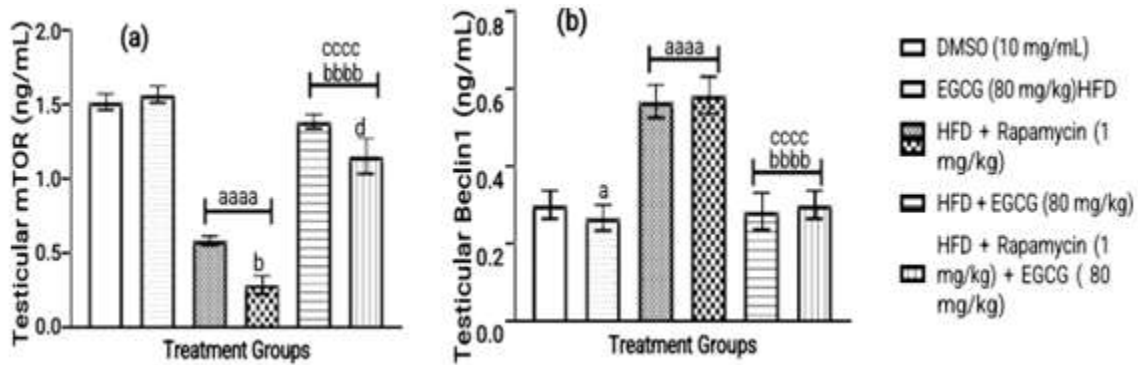 (a)
Testicular mTOR (ng/mL)
2.0
1.5
1.0
0.5
0.0
aaaa
b
cccc
bbbb
d
Treatment Groups
(b)
Testicular Beclin1 (ng/mL)
0.8
0.6
0.4
0.2
0.0
a
aaaa
cccc
bbbb
Treatment Groups
DMSO (10 mg/mL)
EGCG (80 mg/kg)HFD
HFD + Rapamycin (1
mg/kg)
HFD + EGCG (80 mg/kg)
HFD + Rapamycin (1
mg/kg) + EGCG ( 80
mg/kg)